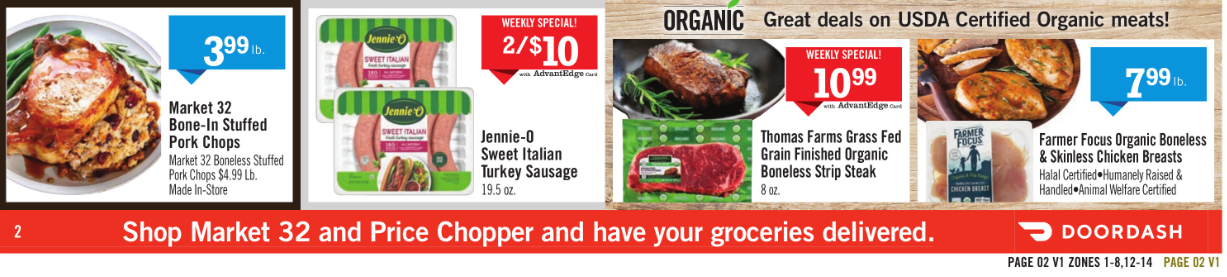 3.99 lb.
Market 32
Bone-In Stuffed
Pork Chops
Market 32 Boneless Stuffed
Pork Chops $4.99 Lb.
Made In-Store
WEEKLY SPECIAL!
2/$10
with AdvantEdge Card
Jennie-O
SWEET ITALIAN
Jennie-O
SWEET ITALIAN
Jennie-O
Sweet Italian
Turkey Sausage
19.5 oz.
ORGANIC Great deals on USDA Certified Organic meats!
WEEKLY SPECIAL!
10.99
with AdvantEdge Card
Thomas Farms Grass Fed
Grain Finished Organic
Boneless Strip Steak
8 oz.
7.99 lb.
FARMER
FOCUS
CHICKEN BREAST
Farmer Focus Organic Boneless
& Skinless Chicken Breasts
Halal Certified•Humanely Raised &
Handled•Animal Welfare Certified
2
Shop Market 32 and Price Chopper and have your groceries delivered.
DOORDASH
PAGE 02 V1 ZONES 1-8,12-14 PAGE 02 V1